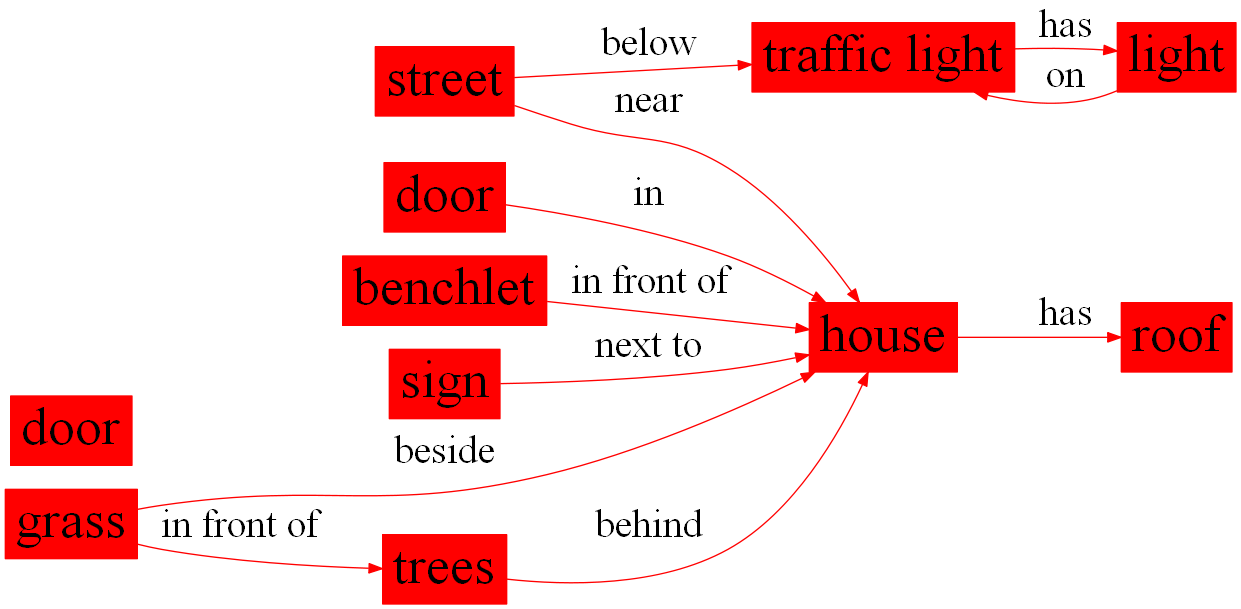 has
below
traffic light
light
street
on
near
door
in
benchlet
in front of
house
has
roof
next to
sign
door
beside
grass
in front of
behind
trees